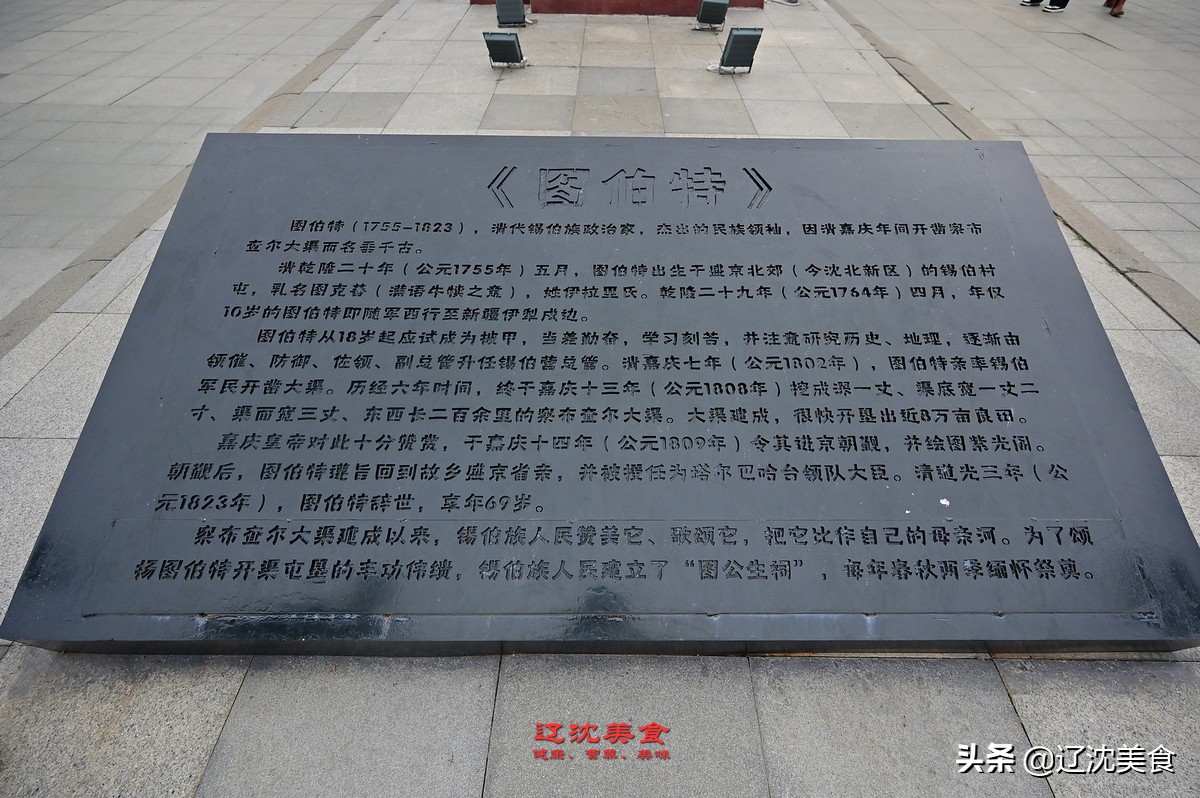 《图伯特》
图伯特（1755-1823），清代锡伯族政治家，杰出的民族领袖，因清嘉庆年间开凿察布
查尔大渠而名垂千古。
清乾隆二十年（公元1755年）五月，图伯特出生于盛京北郊（今沈北新区）的锡伯村
屯，乳名图克善（满语牛犊之意），姓伊拉里氏。乾隆二十九年（公元1764年）四月，年仅
10岁的图伯特即随军西行至新疆伊犁戍边。
图伯特从18岁起应试成为披甲，当差勤奋，学习刻苦，并注意研究历史、地理，逐渐由
领催、防御、佐领、副总管升任锡伯营总管。清嘉庆七年（公元1802年），图伯特亲率锡伯
军民开凿大渠。历经六年时间，终于嘉庆十三年（公元1808年）挖成深一丈、渠底宽一丈二
寸、渠面宽三丈、东西长二百余里的察布查尔大渠。大渠建成，很快开垦出近8万亩良田。
嘉庆皇帝对此十分赞赏，于嘉庆十四年（公元1809年）令其进京朝觐，并绘图紫光阁。
朝觐后，图伯特遵旨回到故乡盛京省亲，并被授任为塔尔巴哈台领队大臣。清道光三年（公
元1823年），图伯特辞世，享年69岁。
察布查尔大渠建成以来，锡伯族人民赞美它、歌颂它，把它比作自己的母亲河。为了颂
扬图伯特开渠屯垦的丰功伟绩，锡伯族人民建立了“图公生祠”，每年春秋两季缅怀祭奠。
辽沈美食
健康、营养、美味
头条 @辽沈美食